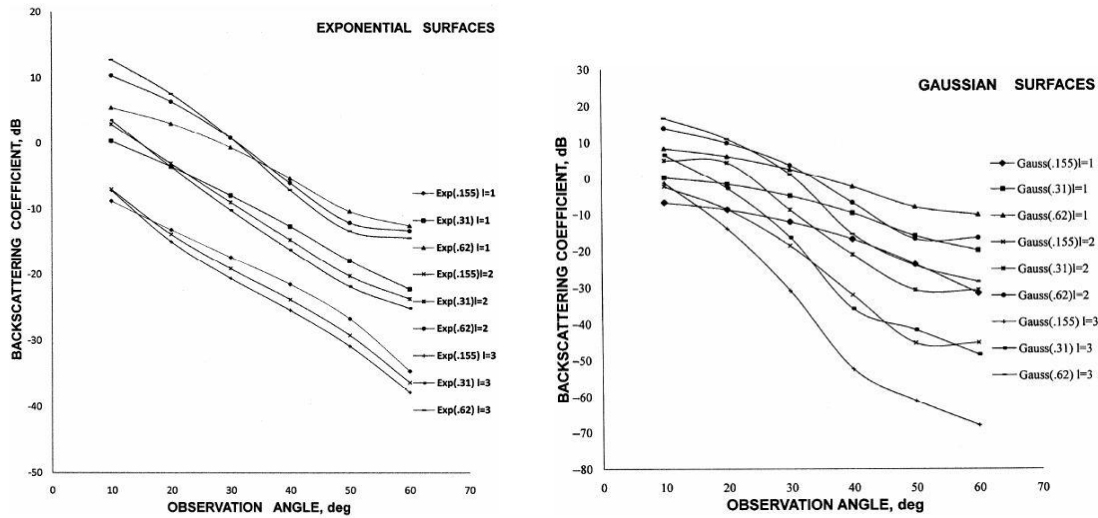 EXPONENTIAL SURFACES
BACKSCATTERING COEFFICIENT, dB
20
10
0
-10
-20
-30
-40
-50
0 10 20 30 40 50 60 70
OBSERVATION ANGLE, deg
Exp(.155) l=1
Exp(.31) l=1
Exp(.62) l=1
Exp(.155)l=2
Exp(.31)l=2
Exp(.62)l=2
Exp(.155) l=3
Exp(.31) l=3
Exp(.62) l=3
GAUSSIAN SURFACES
BACKSCATTERING COEFFICIENT, dB
30
20
10
0
−10
−20
−30
−40
−50
−60
−70
−80
0 10 20 30 40 50 60 70
OBSERVATION ANGLE, deg
Gauss(.155)l=1
Gauss(.31)l=1
Gauss(.62)l=1
Gauss(.155)l=2
Gauss(.31)l=2
Gauss(.62)l=2
Gauss(.155) l=3
Gauss(.31) l=3
Gauss(.62) l=3